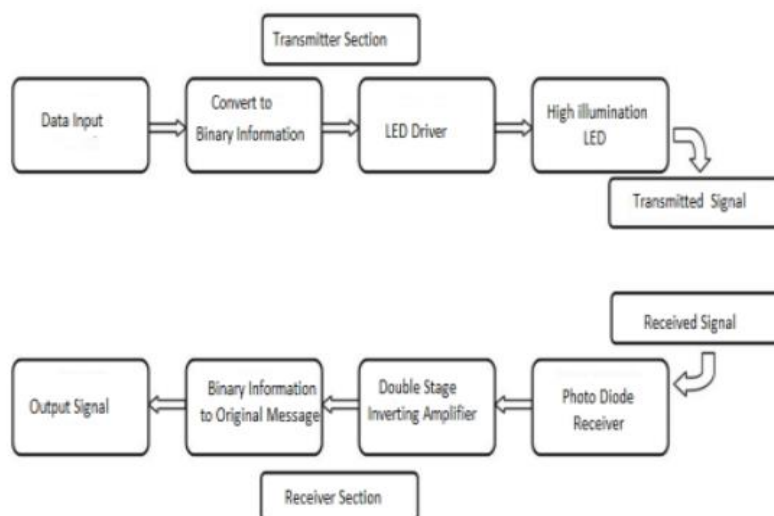 Transmitter Section
Data Input
Convert to
Binary Information
LED Driver
High illumination
LED
Transmitted Signal
Received Signal
Output Signal
Binary Information
to Original Message
Double Stage
Inverting Amplifier
Photo Diode
Receiver
Receiver Section